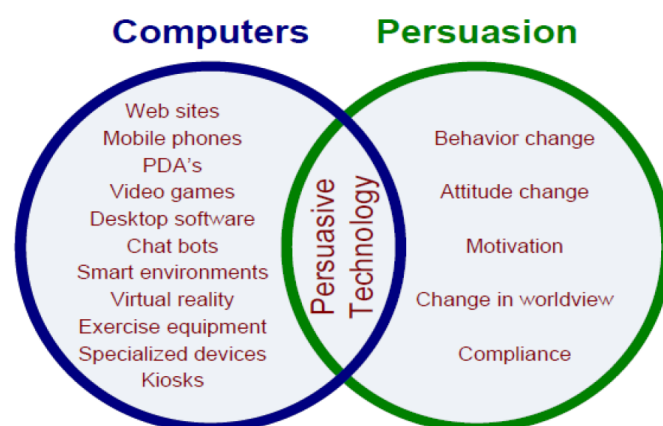 Computers
Persuasion
Web sites
Mobile phones
PDA's
Video games
Desktop software
Chat bots
Smart environments
Virtual reality
Exercise equipment
Specialized devices
Kiosks
Persuasive
Technology
Behavior change
Attitude change
Motivation
Change in worldview
Compliance